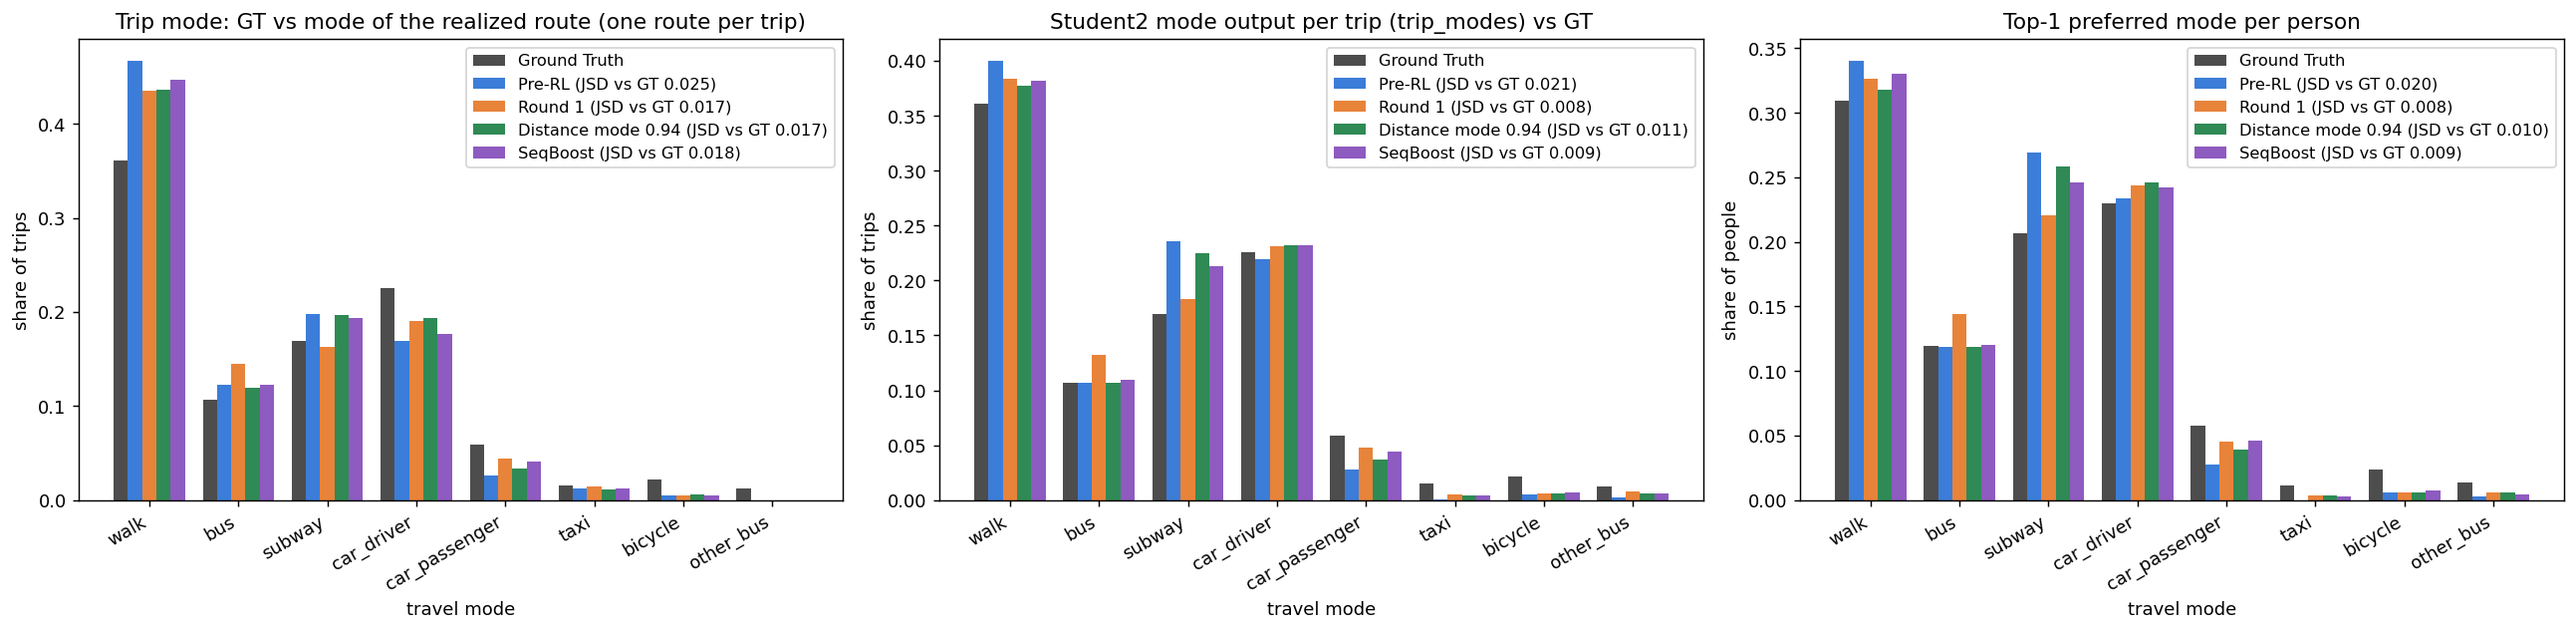 Trip mode: GT vs mode of the realized route (one route per trip)
share of trips
0.4
0.3
0.2
0.1
0.0
Ground Truth
Pre-RL (JSD vs GT 0.025)
Round 1 (JSD vs GT 0.017)
Distance mode 0.94 (JSD vs GT 0.017)
SeqBoost (JSD vs GT 0.018)
walk
bus
subway
car_driver
car_passenger
taxi
bicycle
other_bus
travel mode
Student2 mode output per trip (trip_modes) vs GT
share of trips
0.40
0.35
0.30
0.25
0.20
0.15
0.10
0.05
0.00
Ground Truth
Pre-RL (JSD vs GT 0.021)
Round 1 (JSD vs GT 0.008)
Distance mode 0.94 (JSD vs GT 0.011)
SeqBoost (JSD vs GT 0.009)
walk
bus
subway
car_driver
car_passenger
taxi
bicycle
other_bus
travel mode
Top-1 preferred mode per person
share of people
0.35
0.30
0.25
0.20
0.15
0.10
0.05
0.00
Ground Truth
Pre-RL (JSD vs GT 0.020)
Round 1 (JSD vs GT 0.008)
Distance mode 0.94 (JSD vs GT 0.010)
SeqBoost (JSD vs GT 0.009)
walk
bus
subway
car_driver
car_passenger
taxi
bicycle
other_bus
travel mode